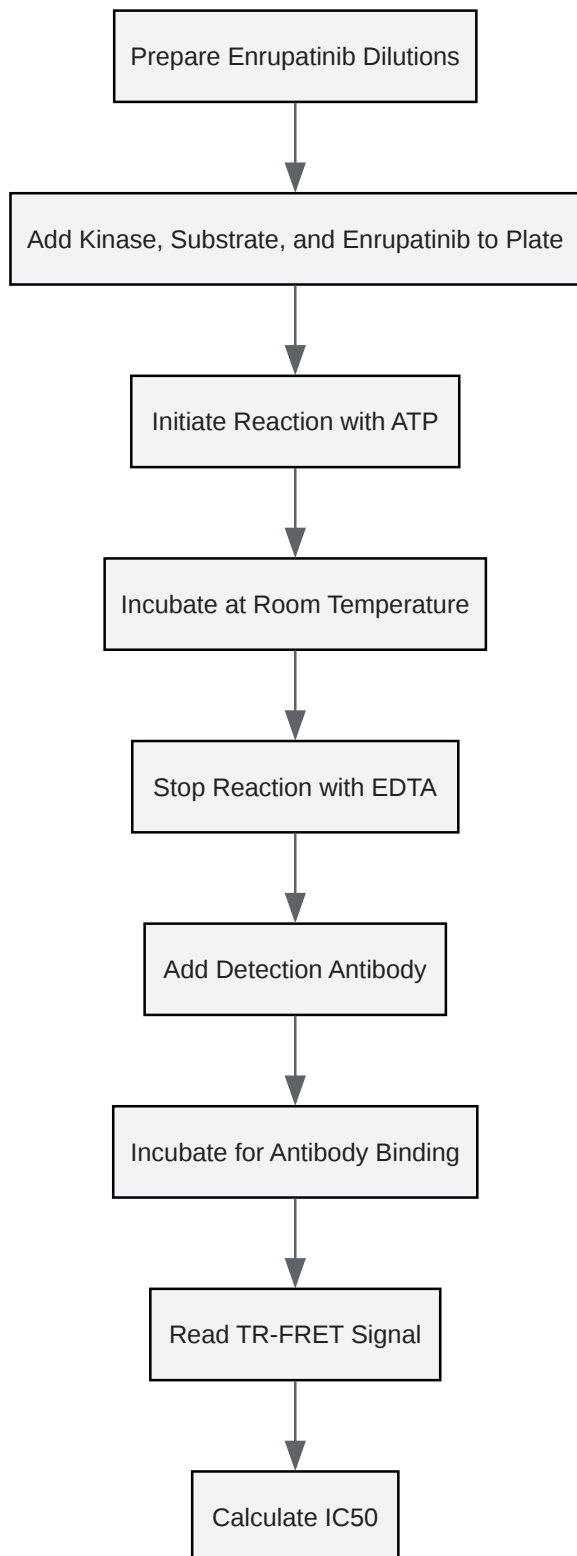 Prepare Enrupatinib Dilutions
Add Kinase, Substrate, and Enrupatinib to Plate
Initiate Reaction with ATP
Incubate at Room Temperature
Stop Reaction with EDTA
Add Detection Antibody
Incubate for Antibody Binding
Read TR-FRET Signal
Calculate IC50